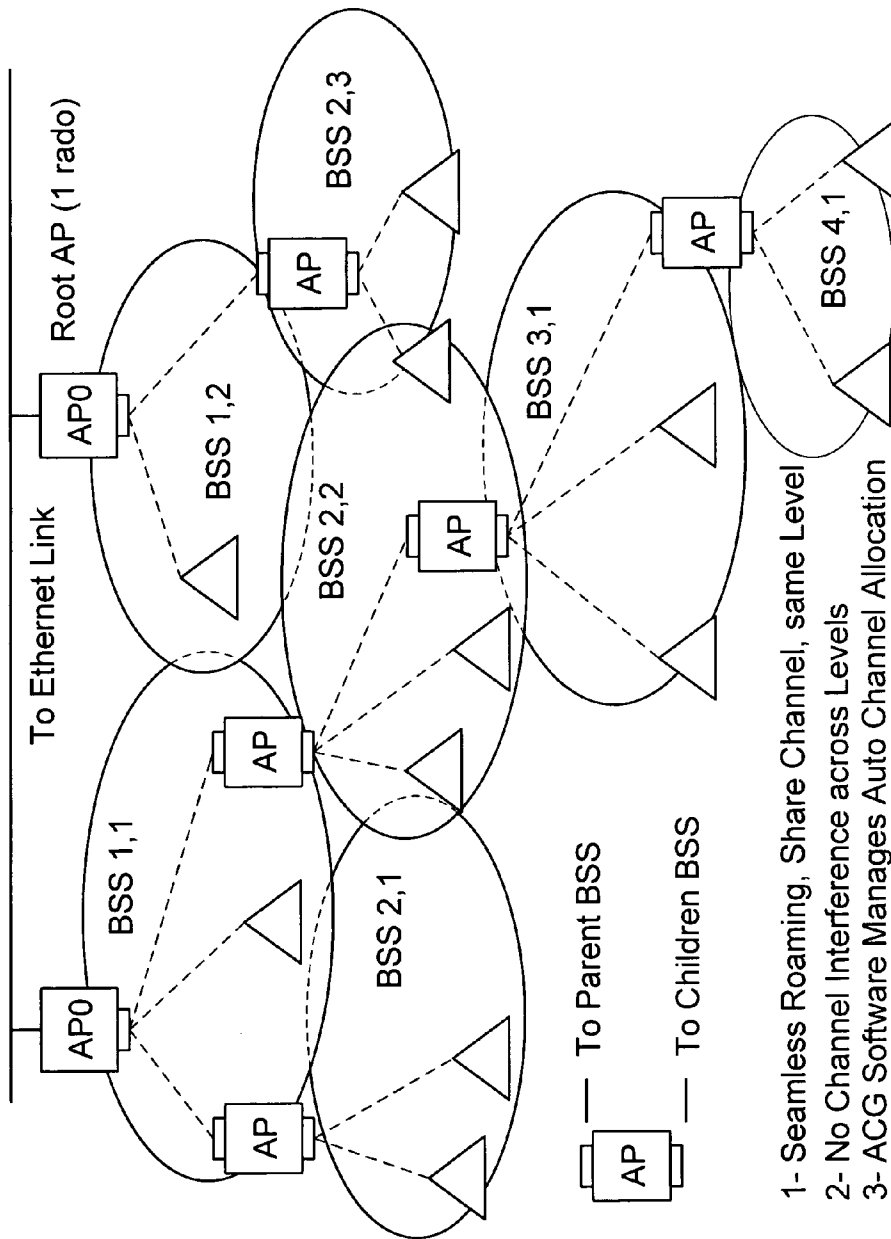 To Ethernet Link
Root AP (1 rado)
AP0
AP0
BSS 1,1
BSS 1,2
AP
AP
AP
BSS 2,1
BSS 2,2
BSS 2,3
AP
BSS 3,1
AP
BSS 4,1
AP
To Parent BSS
To Children BSS
1- Seamless Roaming, Share Channel, same Level
2- No Channel Interference across Levels
3- ACG Software Manages Auto Channel Allocation